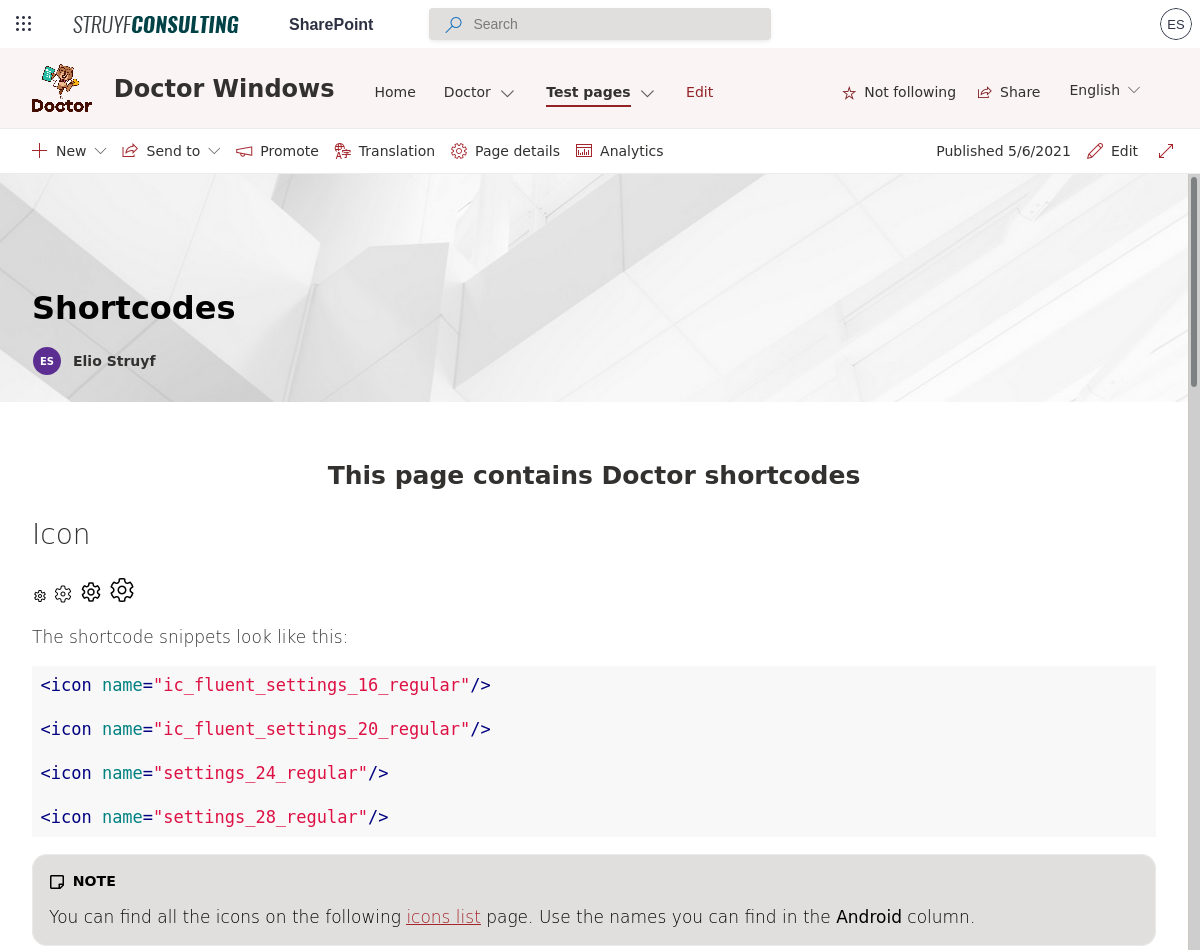 STRUYFCONSULTING SharePoint Search ES
Doctor Doctor Windows Home Doctor Test pages Edit Not following Share English
New Send to Promote Translation Page details Analytics Published 5/6/2021 Edit
Shortcodes
ES Elio Struyf
This page contains Doctor shortcodes
Icon
The shortcode snippets look like this:
<icon name="ic_fluent_settings_16_regular"/>
<icon name="ic_fluent_settings_20_regular"/>
<icon name="settings_24_regular"/>
<icon name="settings_28_regular"/>
NOTE
You can find all the icons on the following icons list page. Use the names you can find in the Android column.